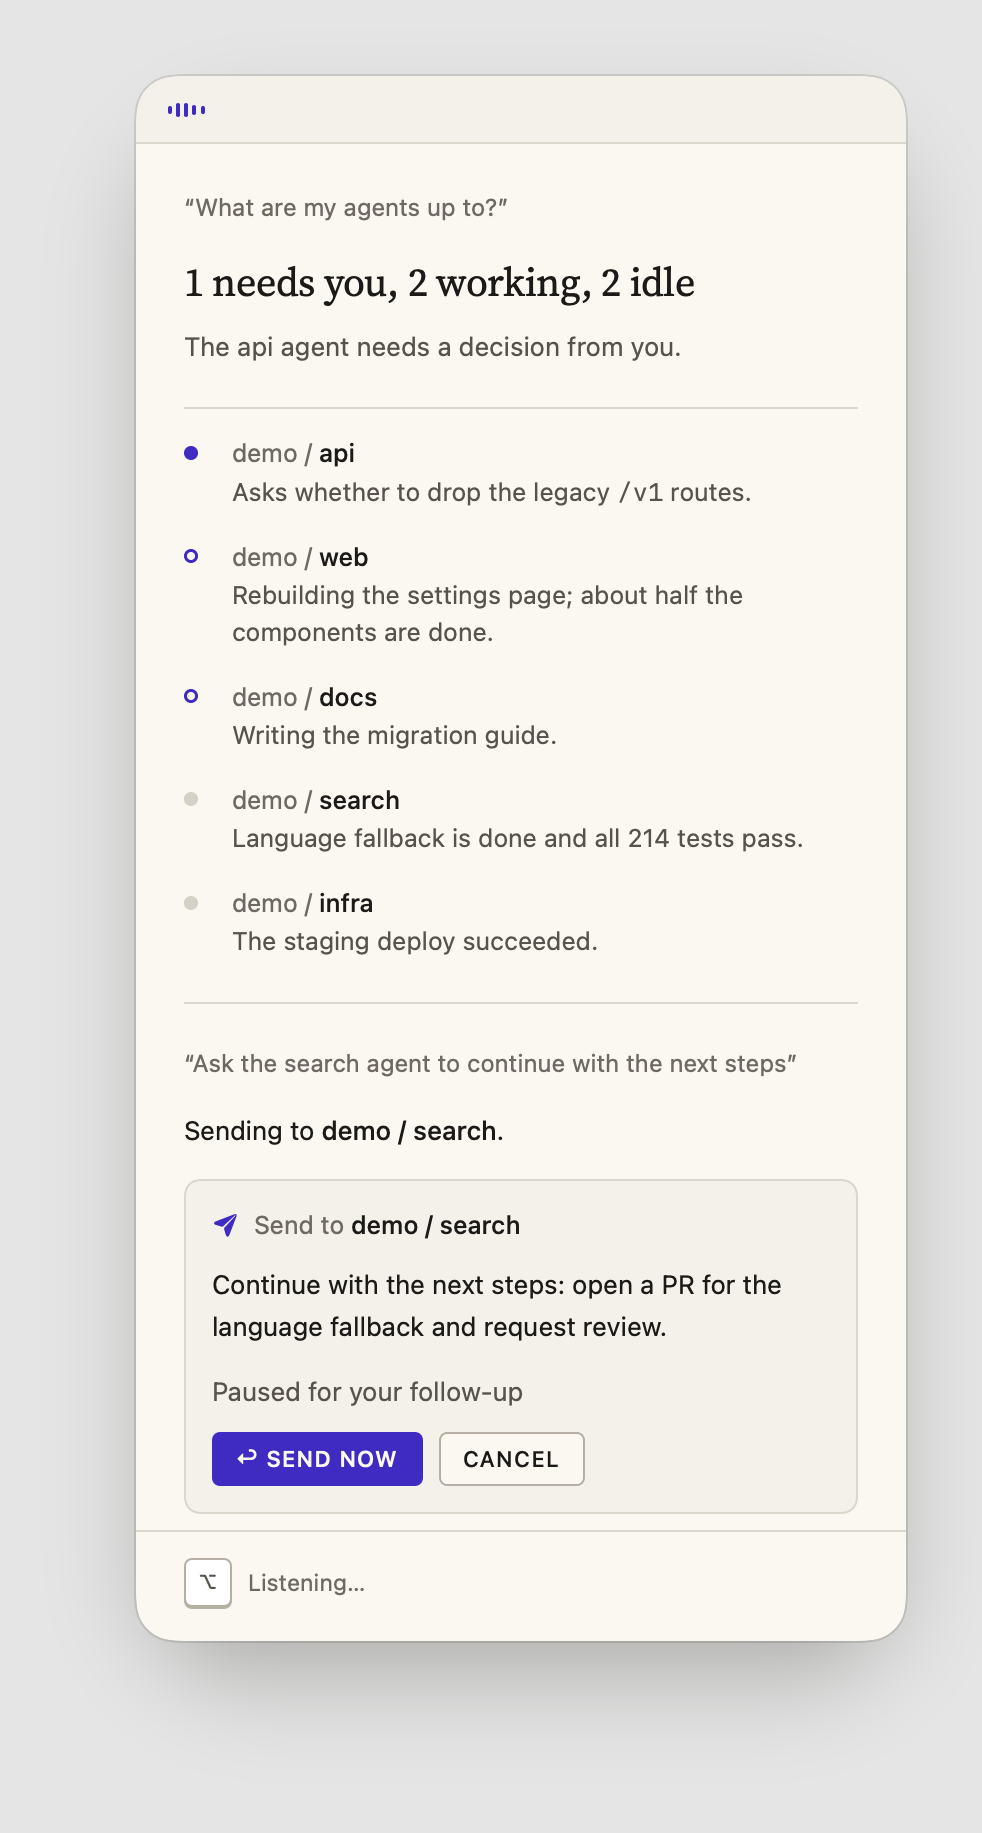 “What are my agents up to?”
1 needs you, 2 working, 2 idle
The api agent needs a decision from you.
demo / api
Asks whether to drop the legacy /v1 routes.
demo / web
Rebuilding the settings page; about half the
components are done.
demo / docs
Writing the migration guide.
demo / search
Language fallback is done and all 214 tests pass.
demo / infra
The staging deploy succeeded.
“Ask the search agent to continue with the next steps”
Sending to demo / search.
Send to demo / search
Continue with the next steps: open a PR for the
language fallback and request review.
Paused for your follow-up
↩ SEND NOW CANCEL
⌥ Listening…